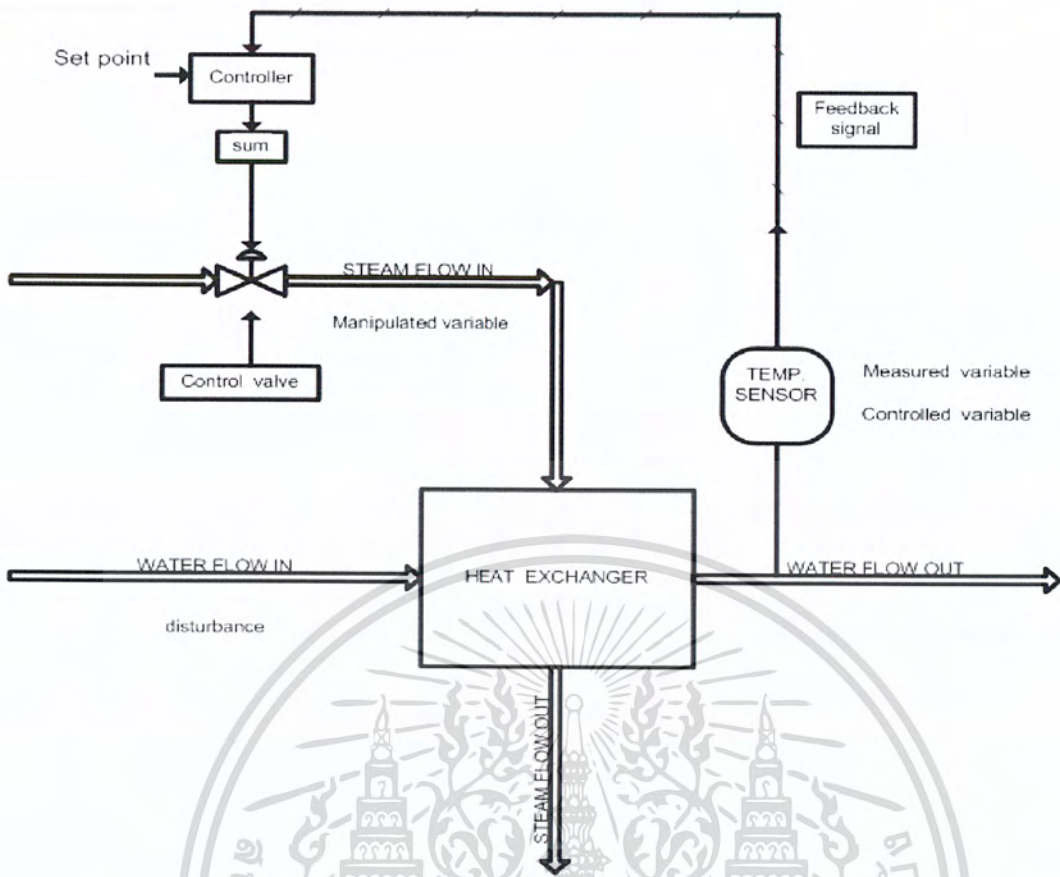 Set point
Controller
sum
Feedback
signal
STEAM FLOW IN
Manipulated variable
Control valve
TEMP.
SENSOR
Measured variable
Controlled variable
WATER FLOW IN
HEAT EXCHANGER
WATER FLOW OUT
disturbance
STEAM FLOW OUT